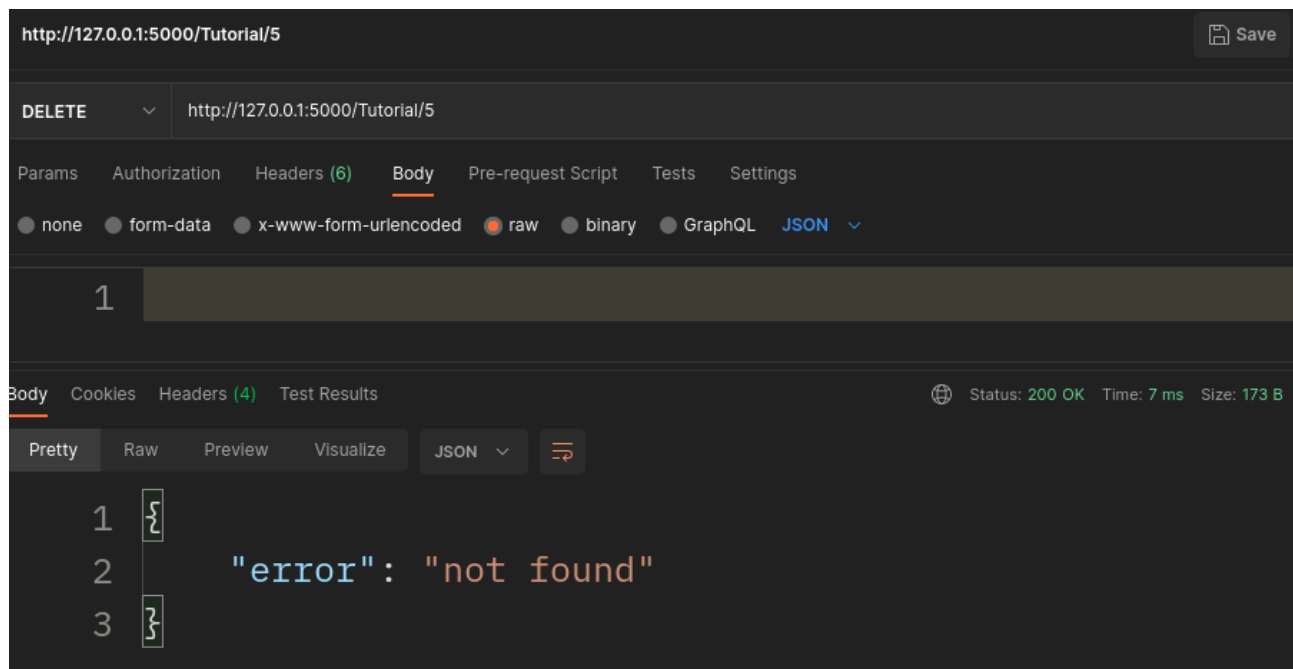 http://127.0.0.1:5000/Tutorial/5 Save
DELETE http://127.0.0.1:5000/Tutorial/5
Params Authorization Headers (6) Body Pre-request Script Tests Settings
none form-data x-www-form-urlencoded raw binary GraphQL JSON
1
Body Cookies Headers (4) Test Results Status: 200 OK Time: 7 ms Size: 173 B
Pretty Raw Preview Visualize JSON
1 {
2 "error": "not found"
3 }